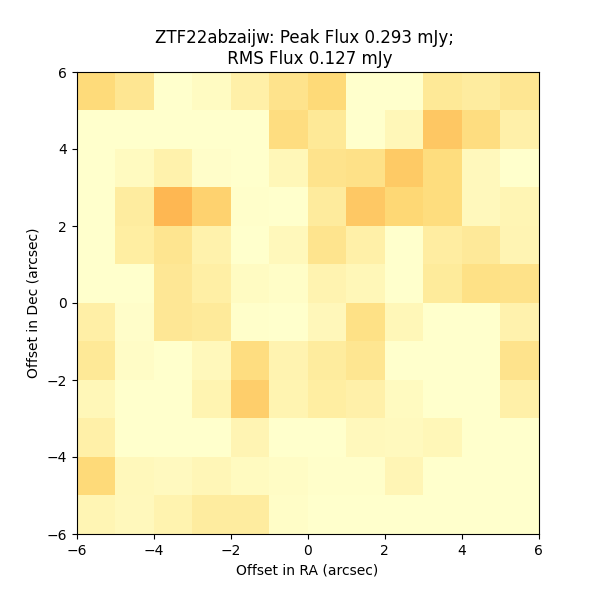 ZTF22abzaijw: Peak Flux 0.293 mJy;
RMS Flux 0.127 mJy
6
4
2
0
−2
−4
−6
Offset in Dec (arcsec)
−6 −4 −2 0 2 4 6
Offset in RA (arcsec)